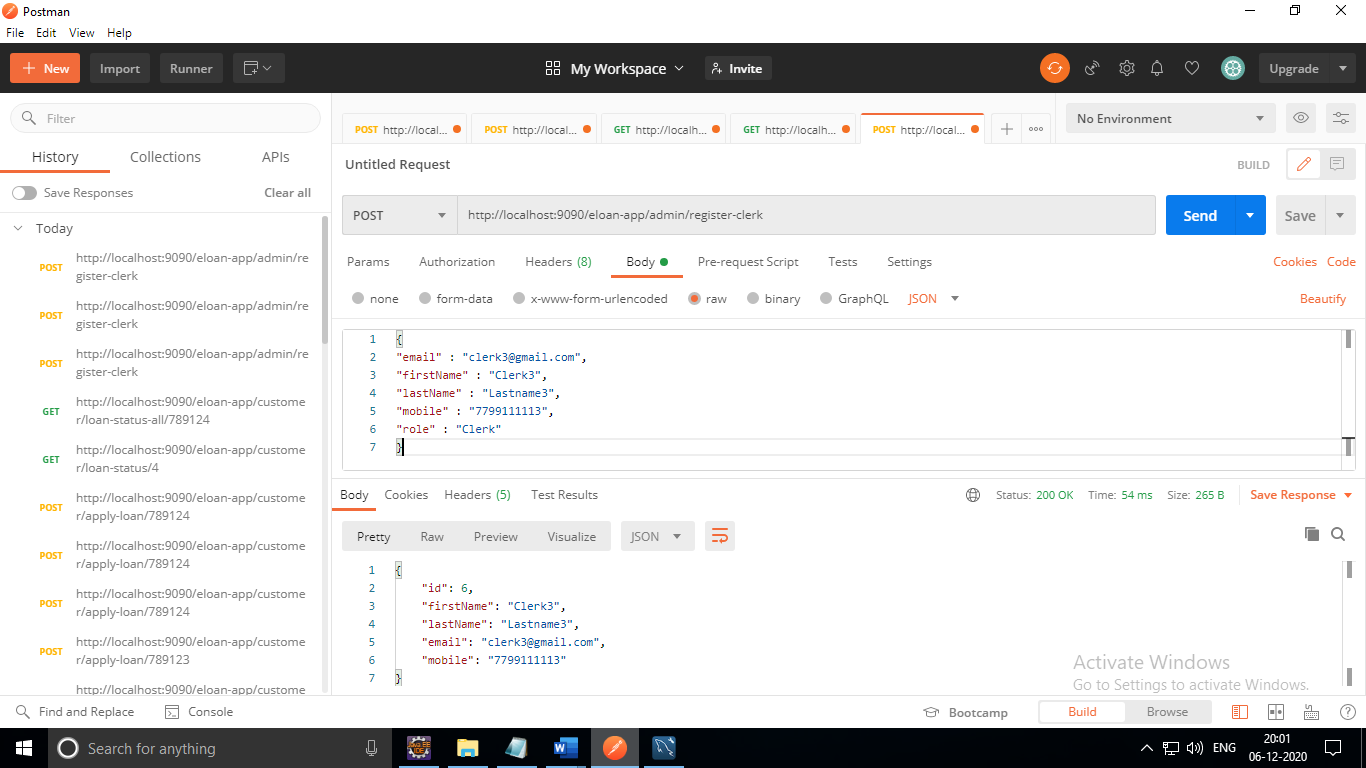 Postman
File Edit View Help
New Import Runner My Workspace Invite Upgrade
Filter
History Collections APIs
Save Responses Clear all
Today
POST http://localhost:9090/eloan-app/admin/re
gister-clerk
POST http://localhost:9090/eloan-app/admin/re
gister-clerk
POST http://localhost:9090/eloan-app/admin/re
gister-clerk
GET http://localhost:9090/eloan-app/custome
r/loan-status-all/789124
GET http://localhost:9090/eloan-app/custome
r/loan-status/4
POST http://localhost:9090/eloan-app/custome
r/apply-loan/789124
POST http://localhost:9090/eloan-app/custome
r/apply-loan/789124
POST http://localhost:9090/eloan-app/custome
r/apply-loan/789124
POST http://localhost:9090/eloan-app/custome
r/apply-loan/789123
http://localhost:9090/eloan-app/custome
POST http://local... POST http://local... GET http://localh... GET http://localh... POST http://local... No Environment
Untitled Request BUILD
POST http://localhost:9090/eloan-app/admin/register-clerk Send Save
Params Authorization Headers (8) Body Pre-request Script Tests Settings Cookies Code
none form-data x-www-form-urlencoded raw binary GraphQL JSON Beautify
1 {
2 "email" : "clerk3@gmail.com",
3 "firstName" : "Clerk3",
4 "lastName" : "Lastname3",
5 "mobile" : "7799111113",
6 "role" : "Clerk"
7 }
Body Cookies Headers (5) Test Results Status: 200 OK Time: 54 ms Size: 265 B Save Response
Pretty Raw Preview Visualize JSON
1 {
2 "id": 6,
3 "firstName": "Clerk3",
4 "lastName": "Lastname3",
5 "email": "clerk3@gmail.com",
6 "mobile": "7799111113"
7 }
Activate Windows
Go to Settings to activate Windows.
Find and Replace Console Bootcamp Build Browse
Search for anything ENG 20:01
06-12-2020